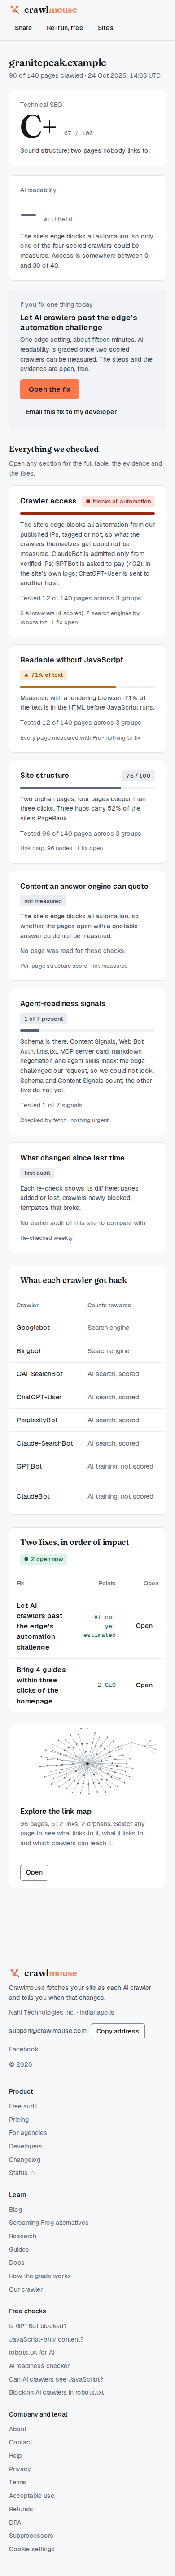 crawlmouse
Share Re-run, free Sites
granitepeak.example
96 of 140 pages crawled · 24 Oct 2026, 14:03 UTC
Technical SEO
C+ 67 / 100
Sound structure; two pages nobody links to.
AI readability
— withheld
The site's edge blocks all automation, so only
one of the four scored crawlers could be
measured. Access is somewhere between 0
and 30 of 40.
If you fix one thing today
Let AI crawlers past the edge's
automation challenge
One edge setting, about fifteen minutes. AI
readability is graded once two scored
crawlers can be measured. The steps and the
evidence are open, free.
Open the fix
Email this fix to my developer
Everything we checked
Open any section for the full table, the evidence and
the fixes.
Crawler access blocks all automation
The site's edge blocks all automation from our
published IPs, tagged or not, so what the
crawlers themselves get could not be
measured. ClaudeBot is admitted only from
verified IPs; GPTBot is asked to pay (402), in
the site's own logs; ChatGPT-User is sent to
another host.
Tested 12 of 140 pages across 3 groups
6 AI crawlers (4 scored), 2 search engines by
robots.txt · 1 fix open
Readable without JavaScript
71% of text
Measured with a rendering browser: 71% of
the text is in the HTML before JavaScript runs.
Tested 12 of 140 pages across 3 groups
Every page measured with Pro · nothing to fix
Site structure 75 / 100
Two orphan pages, four pages deeper than
three clicks. Three hubs carry 52% of the
site's PageRank.
Tested 96 of 140 pages across 3 groups
Link map, 96 nodes · 1 fix open
Content an answer engine can quote
not measured
The site's edge blocks all automation, so
whether the pages open with a quotable
answer could not be measured.
No page was read for these checks.
Per-page structure score · not measured
Agent-readiness signals
1 of 7 present
Schema is there. Content Signals, Web Bot
Auth, llms.txt, MCP server card, markdown
negotiation and agent skills index: the edge
challenged our request, so we could not look.
Schema and Content Signals count; the other
five do not yet.
Tested 1 of 7 signals
Checked by fetch · nothing urgent
What changed since last time
first audit
Each re-check shows its diff here: pages
added or lost, crawlers newly blocked,
templates that broke.
No earlier audit of this site to compare with
Re-checked weekly
What each crawler got back
Crawler Counts towards
Googlebot Search engine
Bingbot Search engine
OAI-SearchBot AI search, scored
ChatGPT-User AI search, scored
PerplexityBot AI search, scored
Claude-SearchBot AI search, scored
GPTBot AI training, not scored
ClaudeBot AI training, not scored
Two fixes, in order of impact
2 open now
Fix Points Open
Let AI
crawlers past
the edge's
automation
challenge
AI not
yet
estimated
Open
Bring 4 guides
within three
clicks of the
homepage
+2 SEO
Open
Explore the link map
96 pages, 512 links, 2 orphans. Select any
page to see what links to it, what it links to,
and which crawlers can reach it.
Open
crawlmouse
Crawlmouse fetches your site as each AI crawler
and tells you when that changes.
Nahl Technologies Inc. · Indianapolis
support@crawlmouse.com Copy address
Facebook
© 2026
Product
Free audit
Pricing
For agencies
Developers
Changelog
Status
Learn
Blog
Screaming Frog alternatives
Research
Guides
Docs
How the grade works
Our crawler
Free checks
Is GPTBot blocked?
JavaScript-only content?
robots.txt for AI
AI readiness checker
Can AI crawlers see JavaScript?
Blocking AI crawlers in robots.txt
Company and legal
About
Contact
Help
Privacy
Terms
Acceptable use
Refunds
DPA
Subprocessors
Cookie settings